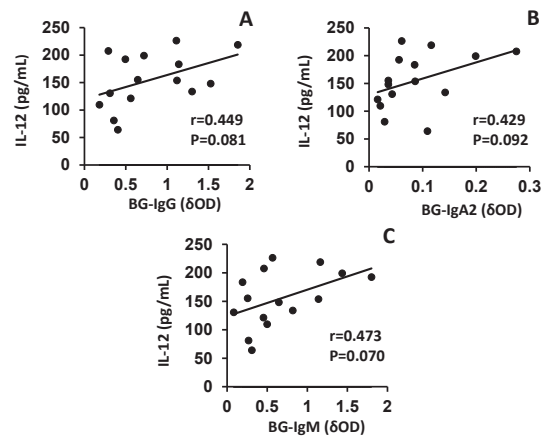 A
IL-12 (pg/mL)
250
200
150
100
50
0
r=0.449
P=0.081
0 0.5 1 1.5 2
BG-IgG (δOD)
B
IL-12 (pg/mL)
250
200
150
100
50
0
r=0.429
P=0.092
0 0.1 0.2 0.3
BG-IgA2 (δOD)
C
IL-12 (pg/mL)
250
200
150
100
50
0
r=0.473
P=0.070
0 0.5 1 1.5 2
BG-IgM (δOD)